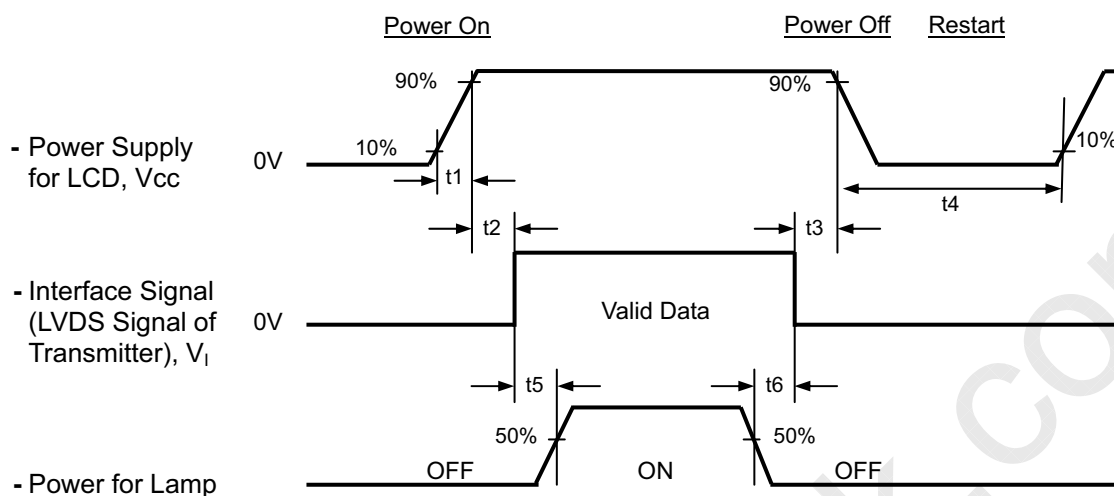 Power On
Power Off
Restart
90%
90%
10%
10%
- Power Supply
for LCD, Vcc
0V
t1
t4
t2
t3
- Interface Signal
(LVDS Signal of
Transmitter), VI
0V
Valid Data
t5
t6
50%
50%
- Power for Lamp
OFF
ON
OFF